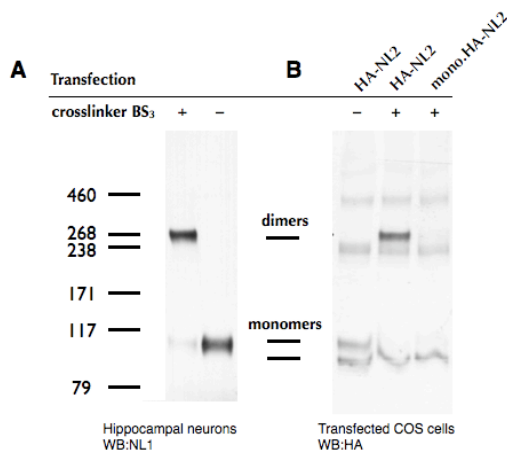 A
B
Transfection
HA-NL2
HA-NL2
mono.HA-NL2
crosslinker BS3
+
−
−
+
+
460
268
238
171
117
79
dimers
monomers
Hippocampal neurons
WB:NL1
Transfected COS cells
WB:HA